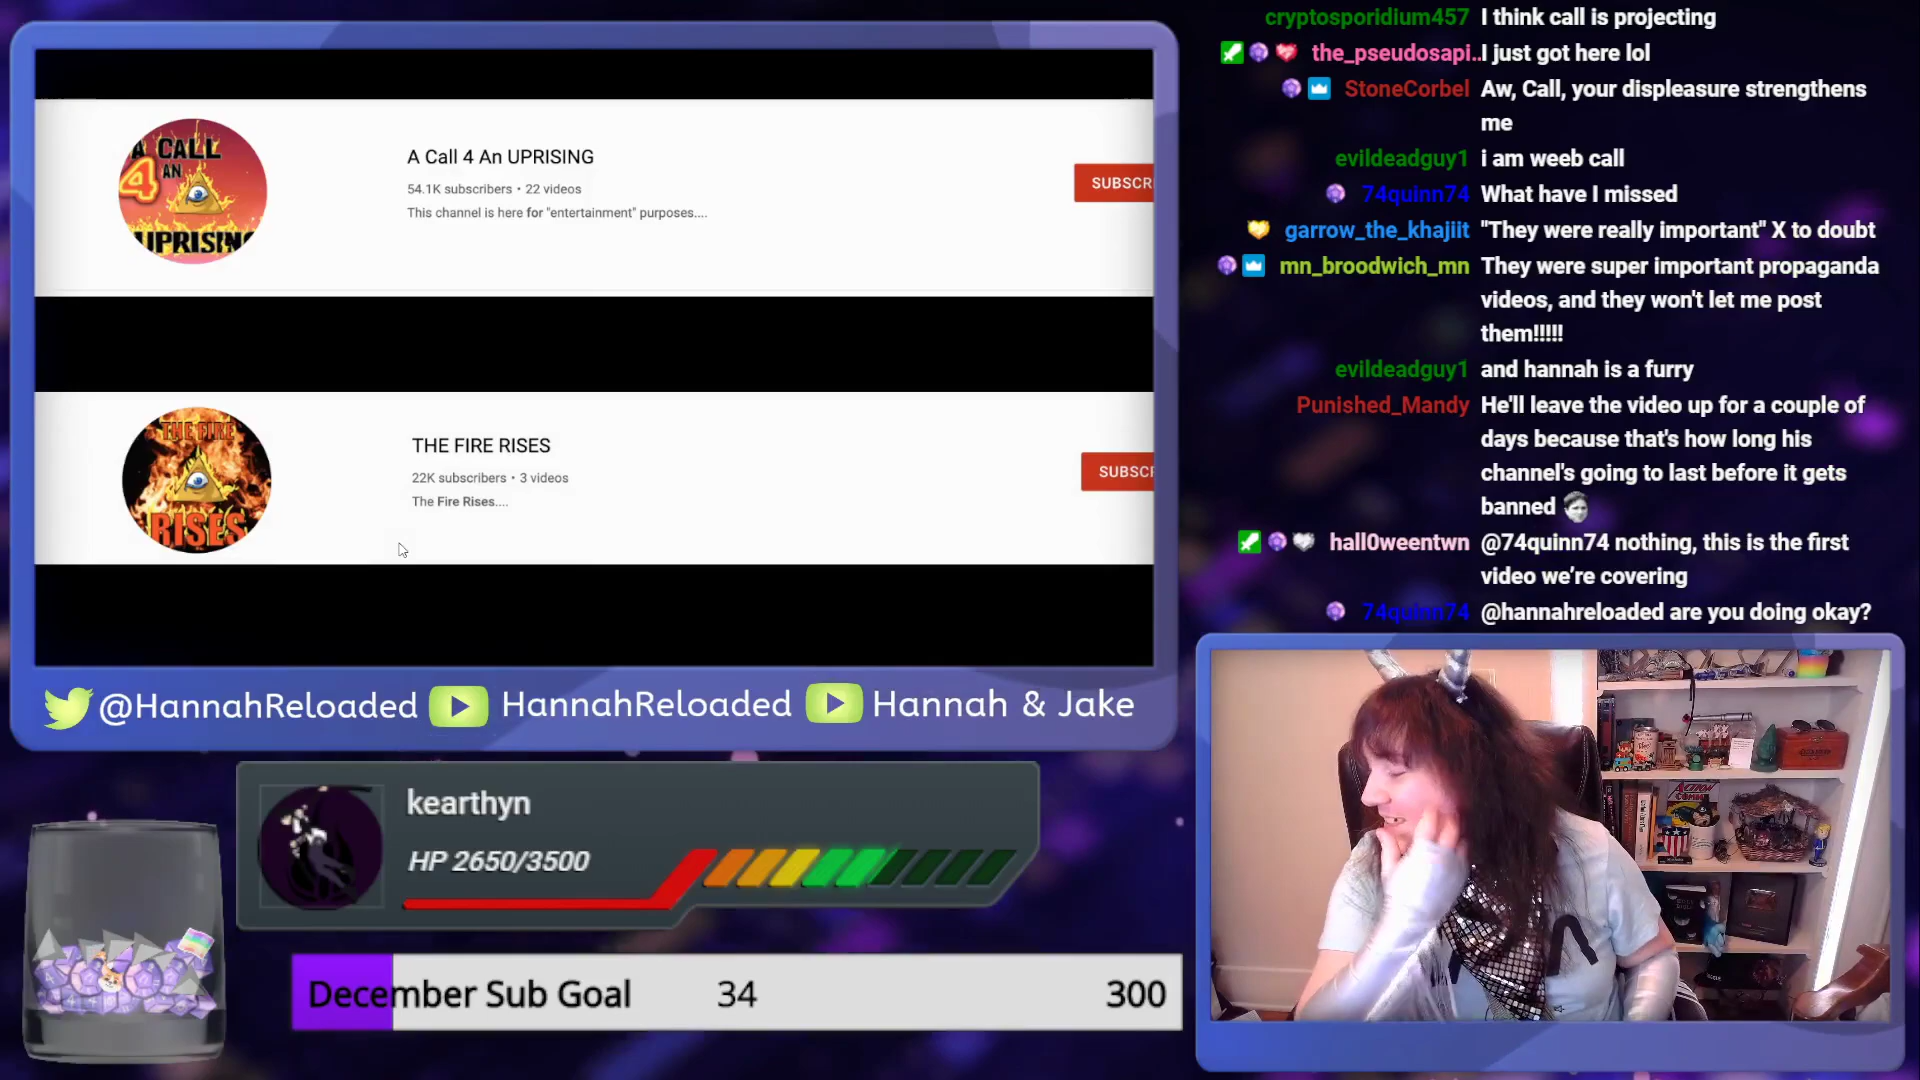 A CALL
4 AN
UPRISING
A Call 4 An UPRISING
54.1K subscribers • 22 videos
This channel is here for "entertainment" purposes....
SUBSCR
THE FIRE
RISES
THE FIRE RISES
22K subscribers • 3 videos
The Fire Rises....
SUBSCR
@HannahReloaded HannahReloaded Hannah & Jake
kearthyn
HP 2650/3500
December Sub Goal 34 300
cryptosporidium457 I think call is projecting
the_pseudosapi.. I just got here lol
StoneCorbel Aw, Call, your displeasure strengthens
me
evildeadguy1 i am weeb call
74quinn74 What have I missed
garrow_the_khajiit "They were really important" X to doubt
mn_broodwich_mn They were super important propaganda
videos, and they won't let me post
them!!!!!
evildeadguy1 and hannah is a furry
Punished_Mandy He'll leave the video up for a couple of
days because that's how long his
channel's going to last before it gets
banned
hall0weentwn @74quinn74 nothing, this is the first
video we’re covering
74quinn74 @hannahreloaded are you doing okay?
ACTION